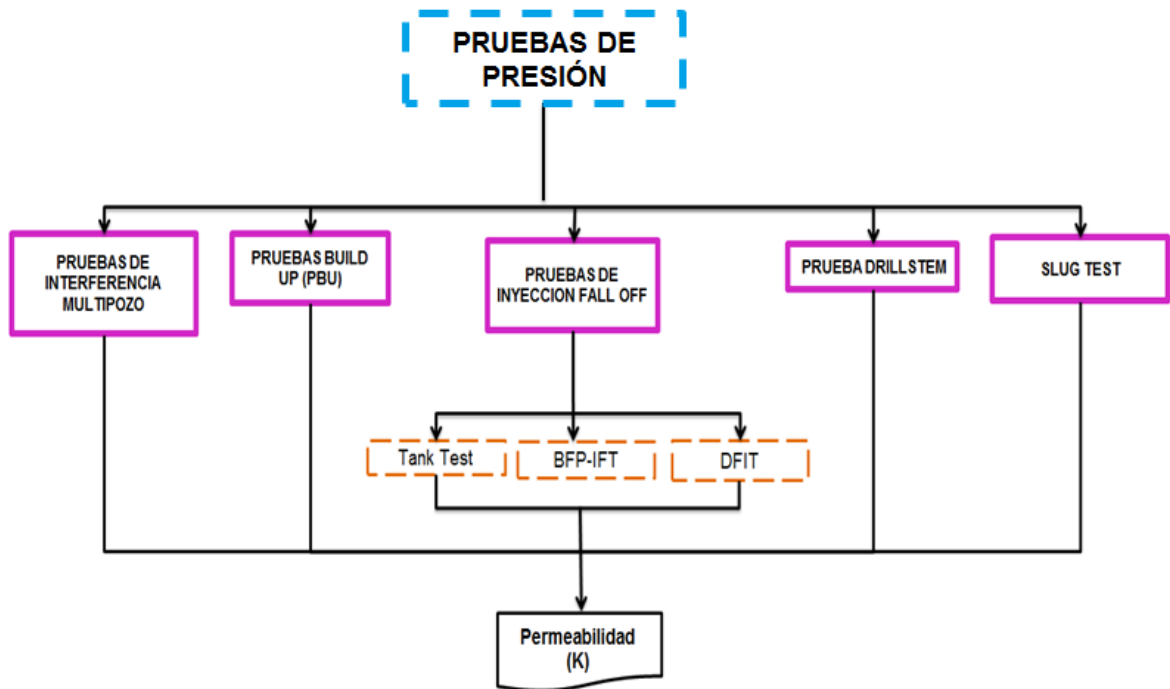 PRUEBAS DE
PRESIÓN
PRUEBAS DE
INTERFERENCIA
MULTIPOZO
PRUEBAS BUILD
UP (PBU)
PRUEBAS DE
INYECCION FALL OFF
PRUEBA DRILLSTEM
SLUG TEST
Tank Test
BFP-IFT
DFIT
Permeabilidad
(K)